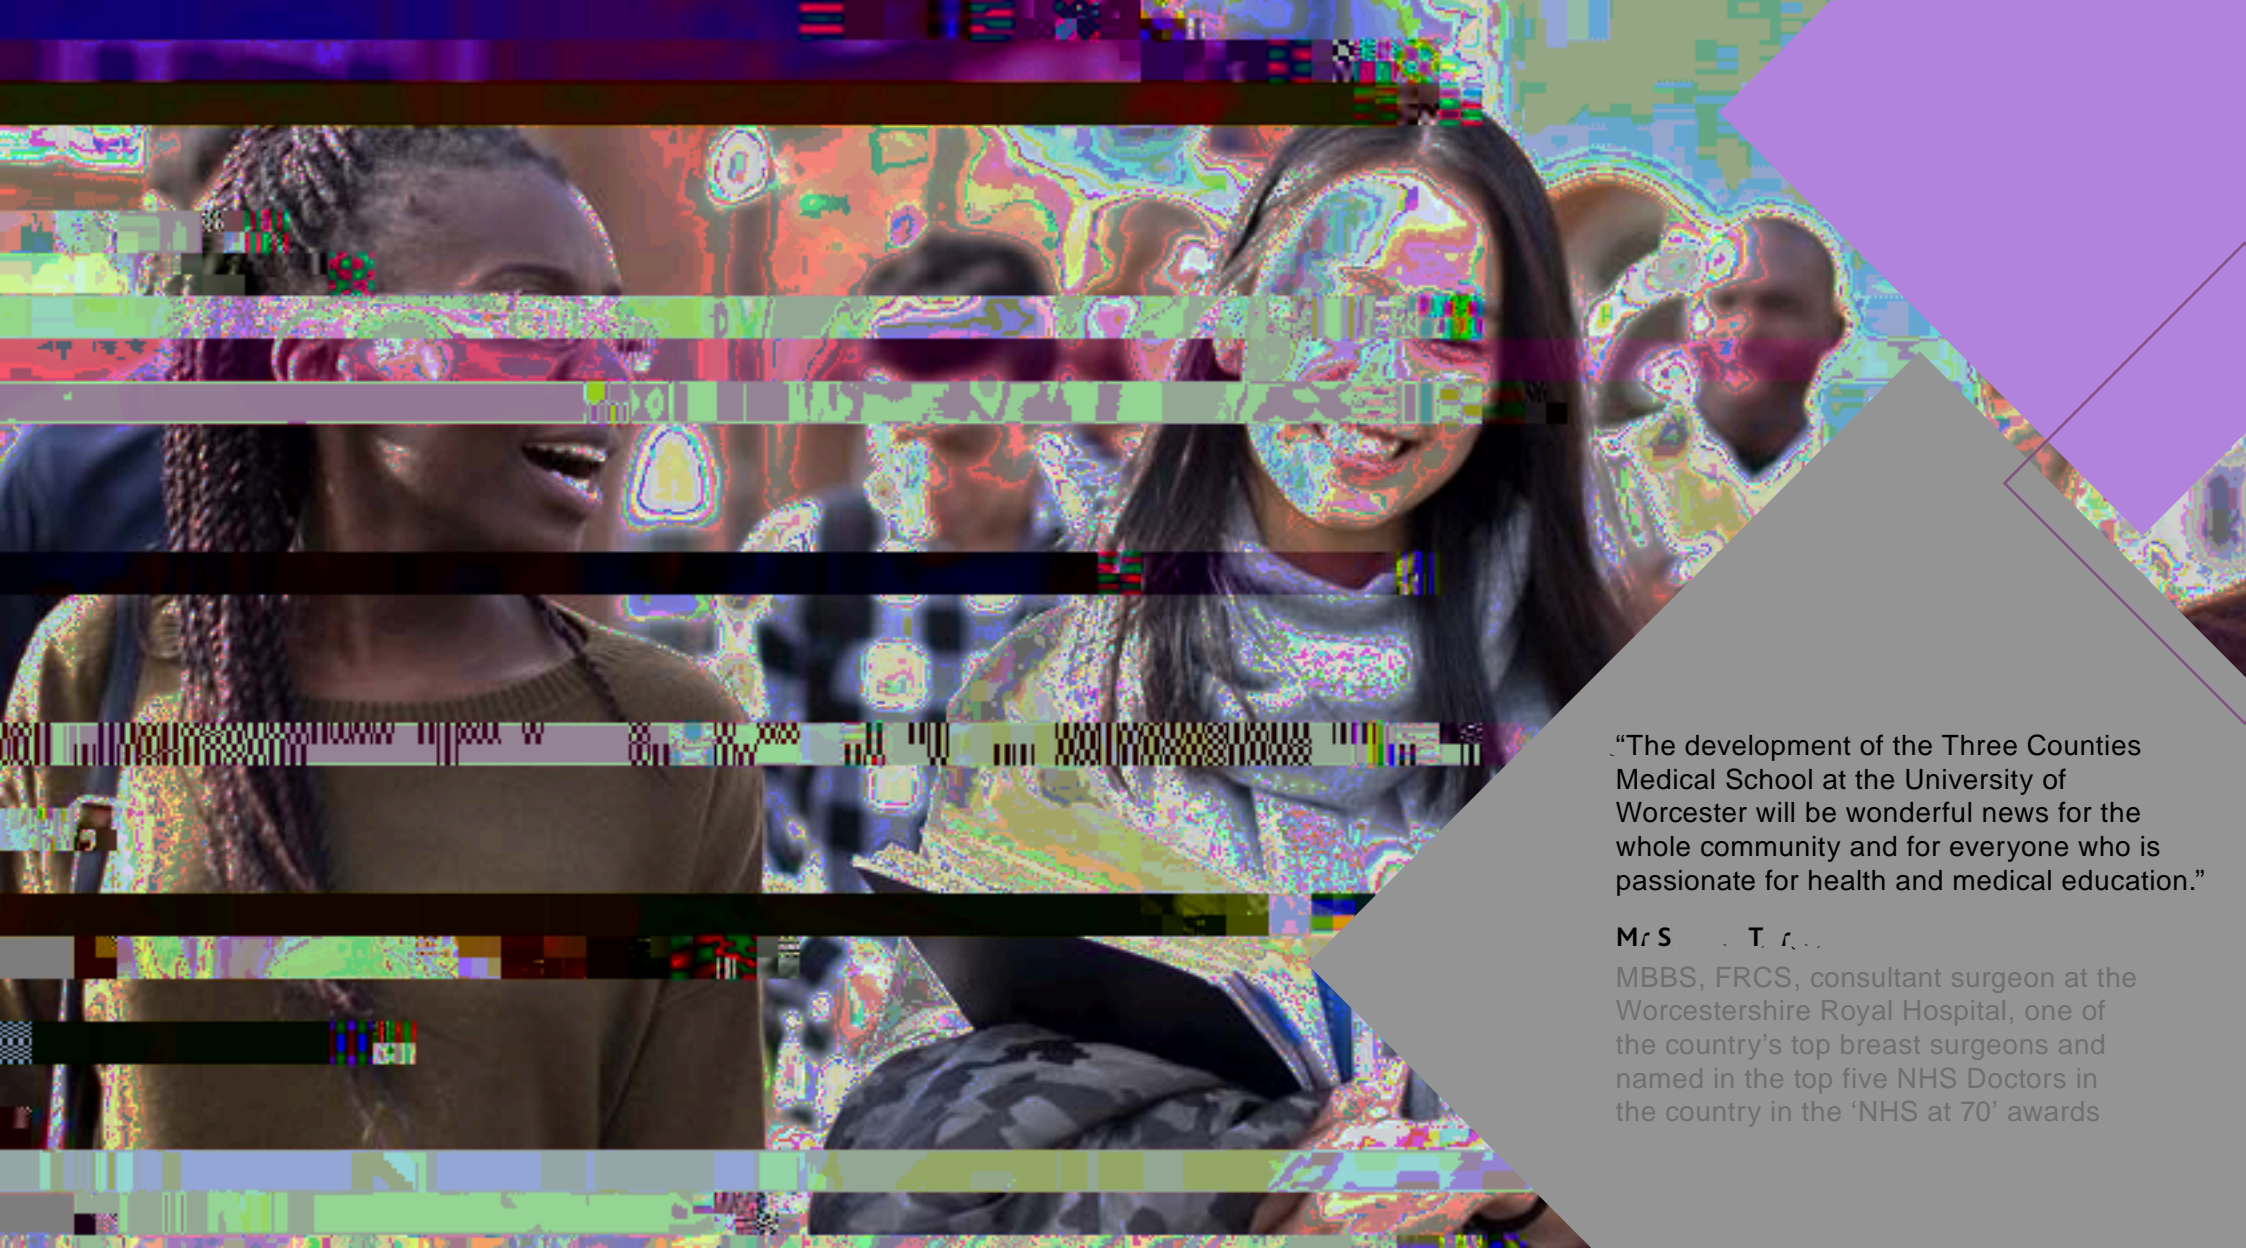 “The development of the Three Counties
Medical School at the University of
Worcester will be wonderful news for the
whole community and for everyone who is
passionate for health and medical education.”
Mr
MBBS, FRCS, consultant surgeon at the
Worcestershire Royal Hospital, one of
the country’s top breast surgeons and
named in the top five NHS Doctors in
the country in the ‘NHS at 70’ awards